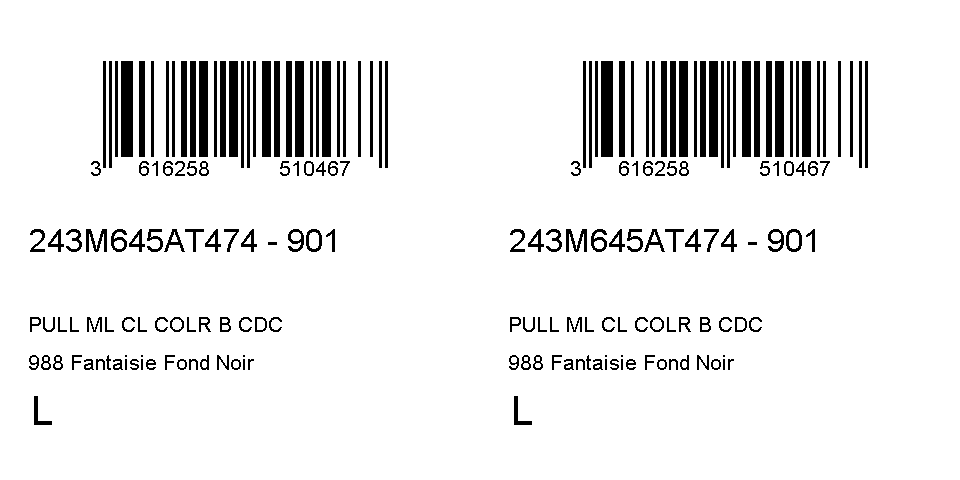 3 616258 510467
243M645AT474 - 901
PULL ML CL COLR B CDC
988 Fantaisie Fond Noir
L
3 616258 510467
243M645AT474 - 901
PULL ML CL COLR B CDC
988 Fantaisie Fond Noir
L